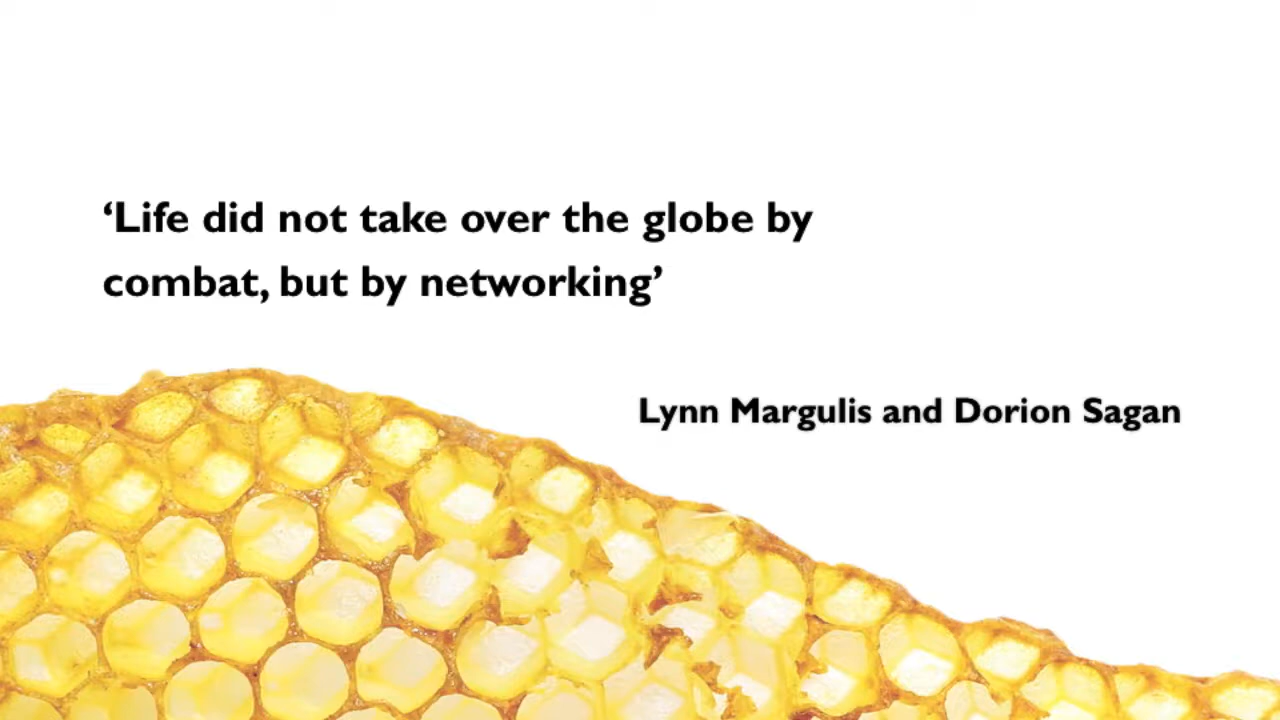 ‘Life did not take over the globe by
combat, but by networking’
Lynn Margulis and Dorion Sagan